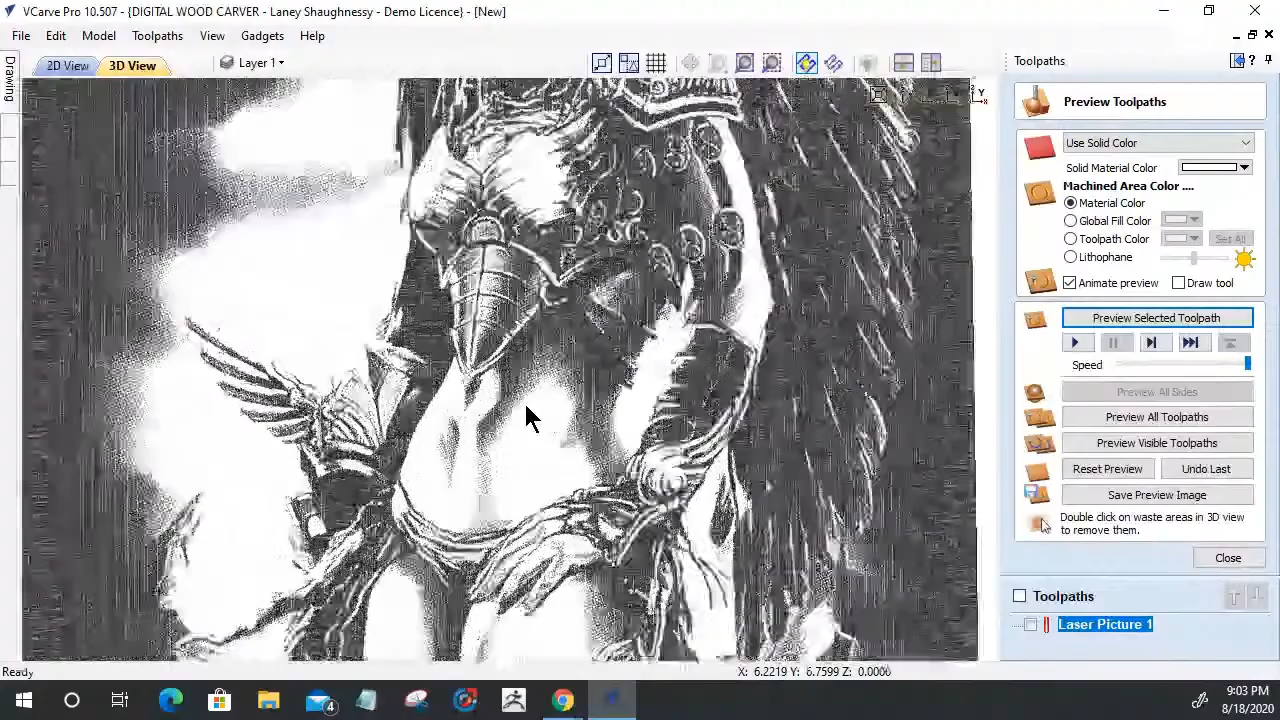 VCarve Pro 10.507 - {DIGITAL WOOD CARVER - Laney Shaughnessy - Demo Licence} - [New]
File Edit Model Toolpaths View Gadgets Help
Drawing
2D View 3D View Layer 1
Y
X
Toolpaths
Preview Toolpaths
Use Solid Color
Solid Material Color
Machined Area Color ....
Material Color
Global Fill Color
Toolpath Color Set All
Lithophane
Animate preview Draw tool
Preview Selected Toolpath
Speed
Preview All Sides
Preview All Toolpaths
Preview Visible Toolpaths
Reset Preview Undo Last
Save Preview Image
Double click on waste areas in 3D view
to remove them.
Close
Toolpaths
Laser Picture 1
Ready X: 6.2219 Y: 6.7599 Z: 0.0000
4
9:03 PM
8/18/2020